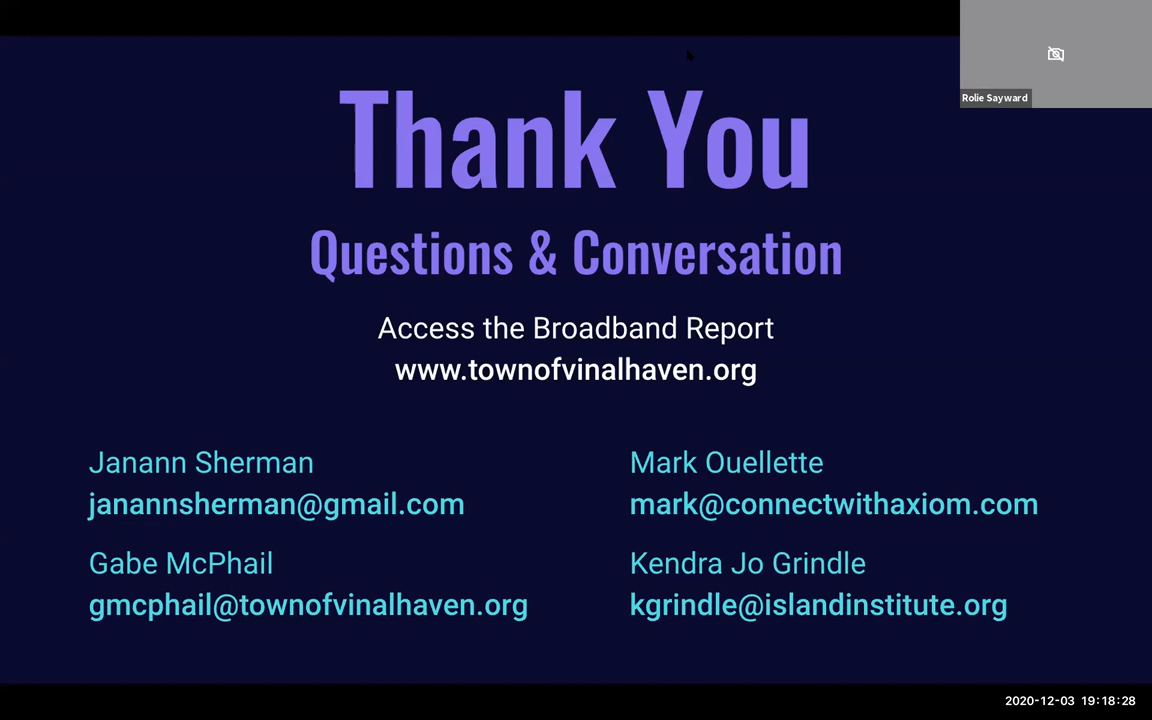 Rolie Sayward
Thank You
Questions & Conversation
Access the Broadband Report
www.townofvinalhaven.org
Janann Sherman
janannsherman@gmail.com
Gabe McPhail
gmcphail@townofvinalhaven.org
Mark Ouellette
mark@connectwithaxiom.com
Kendra Jo Grindle
kgrindle@islandinstitute.org
2020-12-03 19:18:28